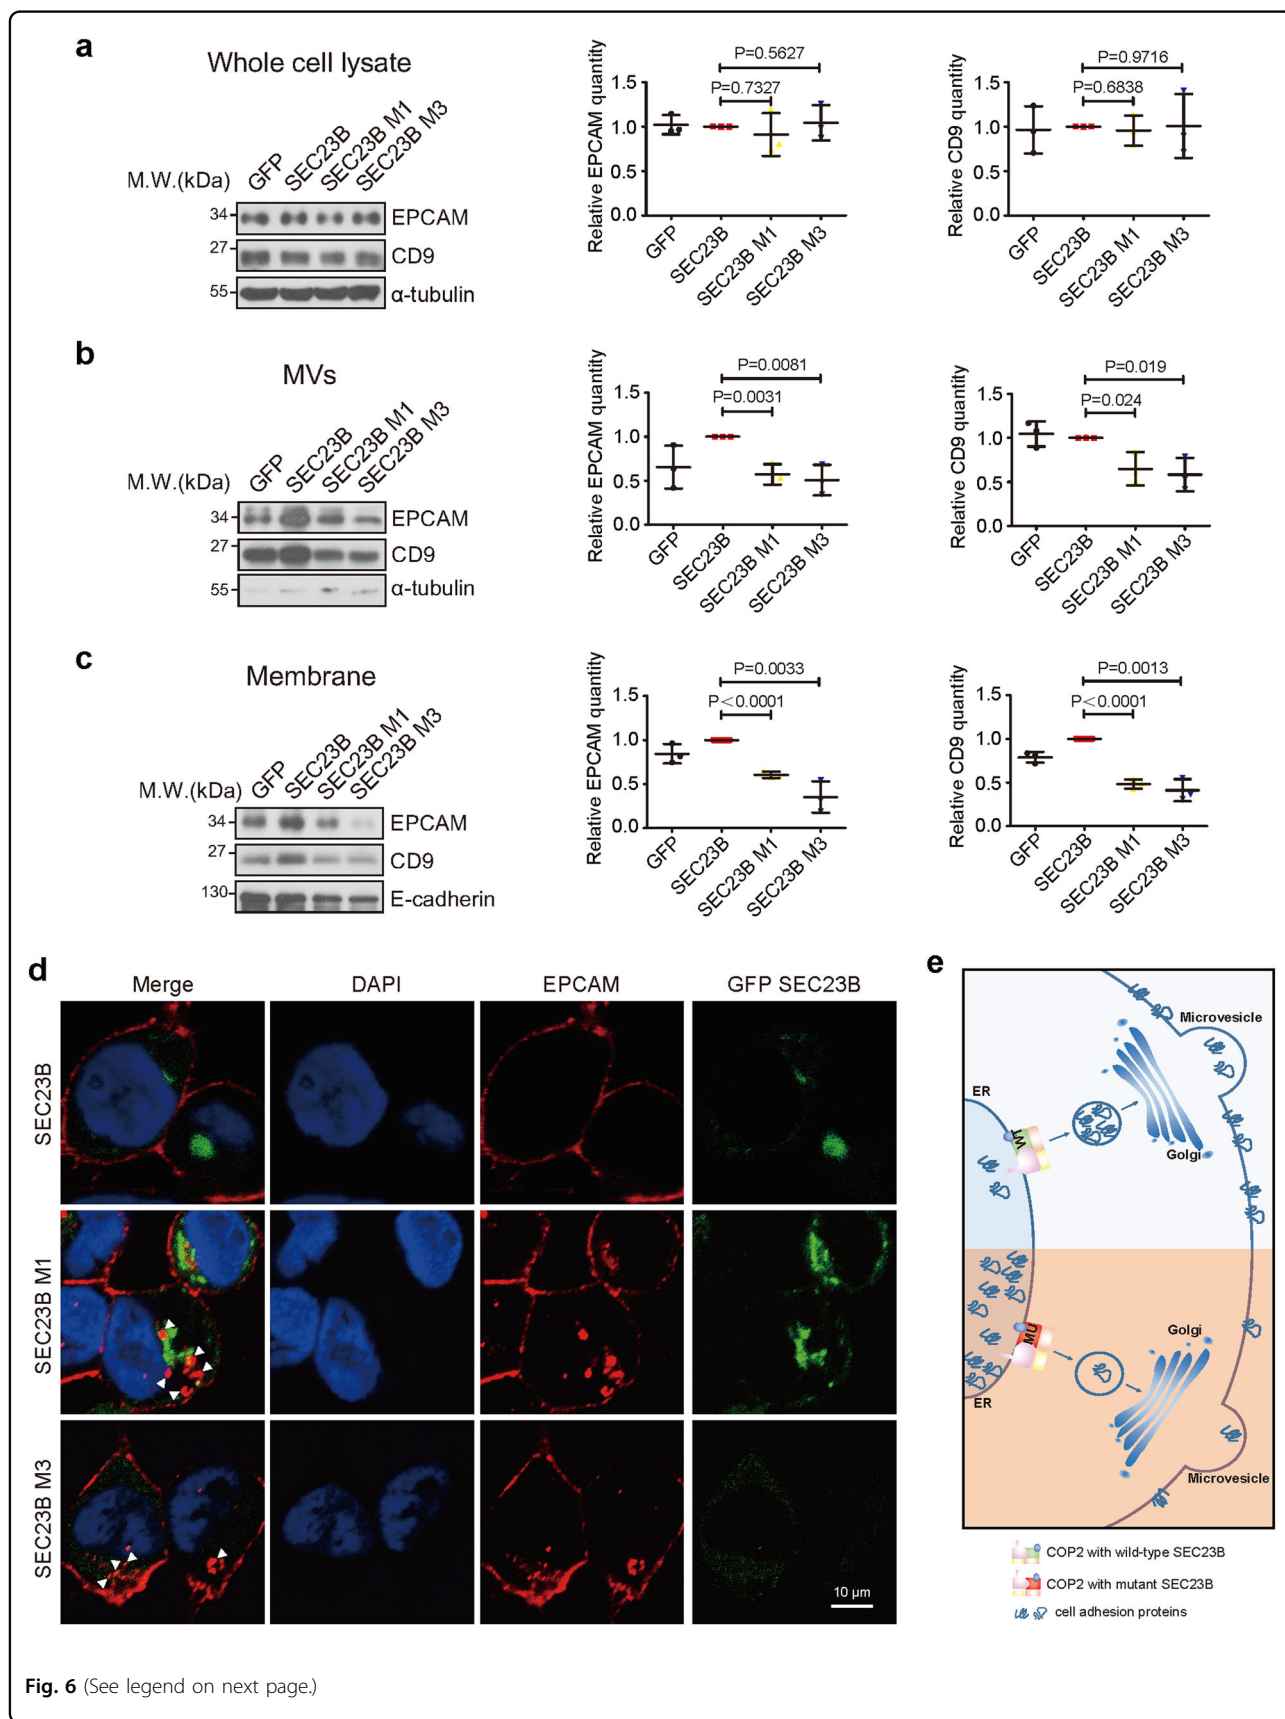 a
Whole cell lysate
M.W.(kDa)
GFP
SEC23B
SEC23B M1
SEC23B M3
34
EPCAM
27
CD9
55
α-tubulin
Relative EPCAM quantity
1.5
1.0
0.5
0.0
P=0.5627
P=0.7327
GFP
SEC23B
SEC23B M1
SEC23B M3
Relative CD9 quantity
1.5
1.0
0.5
0.0
P=0.9716
P=0.6838
GFP
SEC23B
SEC23B M1
SEC23B M3
b
MVs
M.W.(kDa)
GFP
SEC23B
SEC23B M1
SEC23B M3
34
EPCAM
27
CD9
55
α-tubulin
Relative EPCAM quantity
1.5
1.0
0.5
0.0
P=0.0081
P=0.0031
GFP
SEC23B
SEC23B M1
SEC23B M3
Relative CD9 quantity
1.5
1.0
0.5
0.0
P=0.019
P=0.024
GFP
SEC23B
SEC23B M1
SEC23B M3
c
Membrane
M.W.(kDa)
GFP
SEC23B
SEC23B M1
SEC23B M3
34
EPCAM
27
CD9
130
E-cadherin
Relative EPCAM quantity
1.5
1.0
0.5
0.0
P=0.0033
P<0.0001
GFP
SEC23B
SEC23B M1
SEC23B M3
Relative CD9 quantity
1.5
1.0
0.5
0.0
P=0.0013
P<0.0001
GFP
SEC23B
SEC23B M1
SEC23B M3
d
Merge
DAPI
EPCAM
GFP SEC23B
SEC23B
SEC23B M1
SEC23B M3
10 μm
e
Microvesicle
ER
WT
Golgi
MU
Golgi
ER
Microvesicle
COP2 with wild-type SEC23B
COP2 with mutant SEC23B
cell adhesion proteins
Fig. 6 (See legend on next page.)